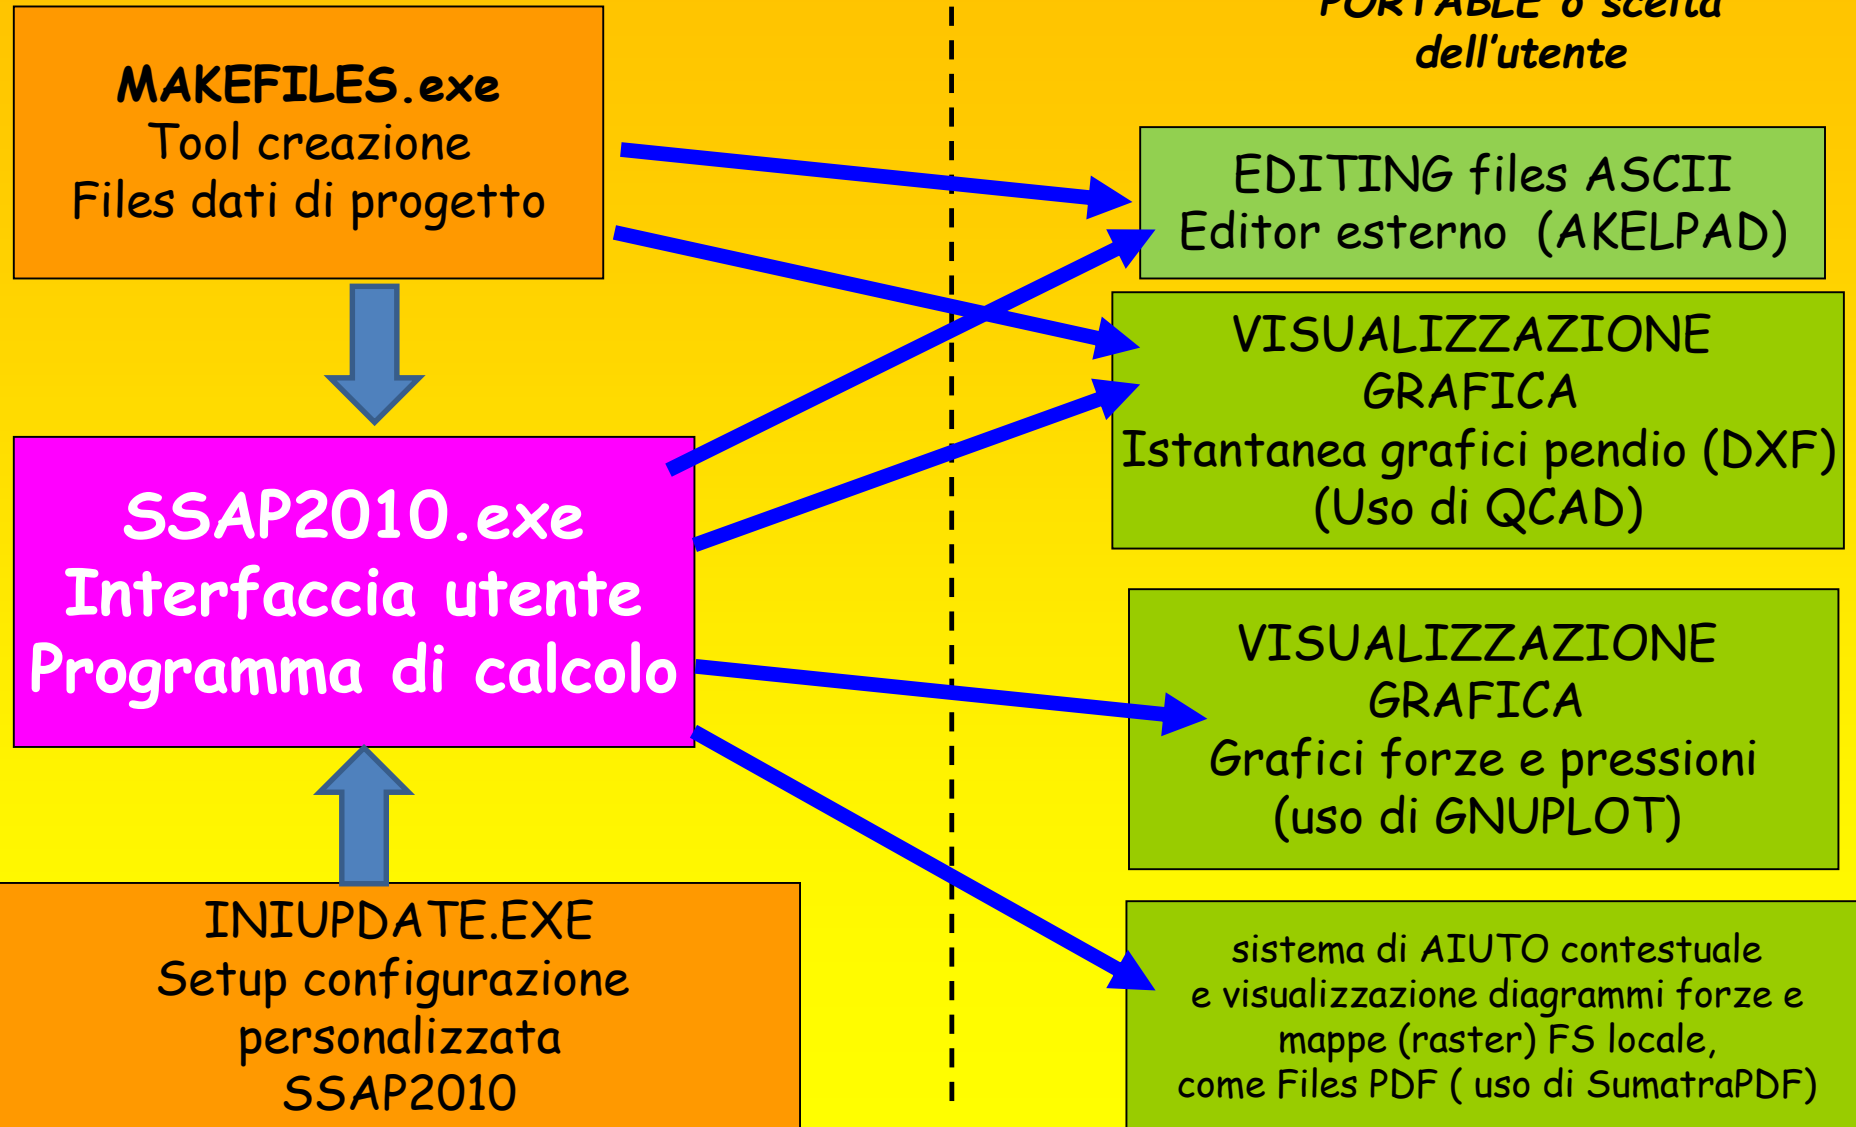 PORTABLE o scelta
dell'utente
MAKEFILES.exe
Tool creazione
Files dati di progetto
EDITING files ASCII
Editor esterno (AKELPAD)
VISUALIZZAZIONE
GRAFICA
Istantanea grafici pendio (DXF)
(Uso di QCAD)
SSAP2010.exe
Interfaccia utente
Programma di calcolo
VISUALIZZAZIONE
GRAFICA
Grafici forze e pressioni
(uso di GNUPLOT)
INIUPDATE.EXE
Setup configurazione
personalizzata
SSAP2010
sistema di AIUTO contestuale
e visualizzazione diagrammi forze e
mappe (raster) FS locale,
come Files PDF ( uso di SumatraPDF)